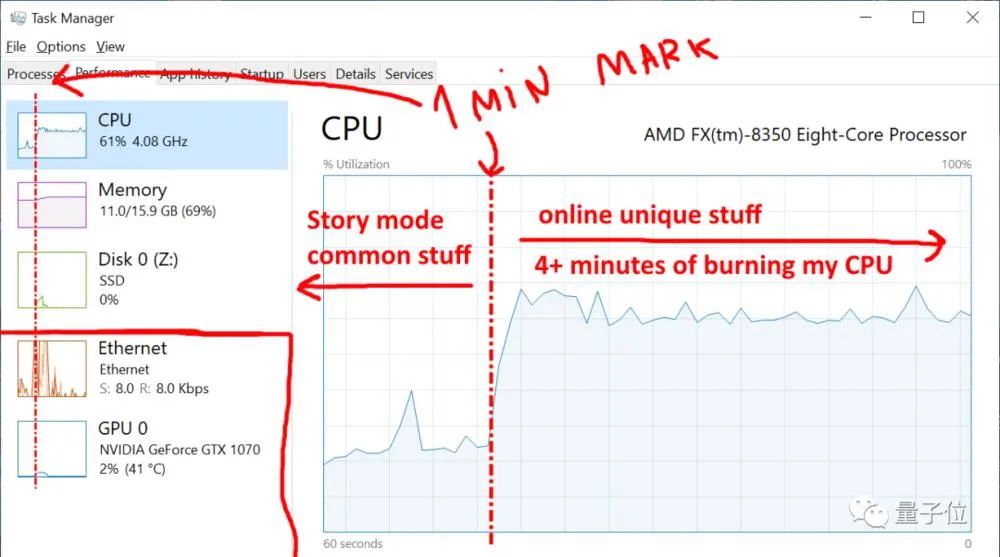 Task Manager
File Options View
Processes Performance App history Startup Users Details Services
1 MIN MARK
CPU
61% 4.08 GHz
Memory
11.0/15.9 GB (69%)
Disk 0 (Z:)
SSD
0%
Ethernet
Ethernet
S: 8.0 R: 8.0 Kbps
GPU 0
NVIDIA GeForce GTX 1070
2% (41 °C)
CPU
AMD FX(tm)-8350 Eight-Core Processor
% Utilization
100%
Story mode
common stuff
online unique stuff
4+ minutes of burning my CPU
60 seconds
0
量子位